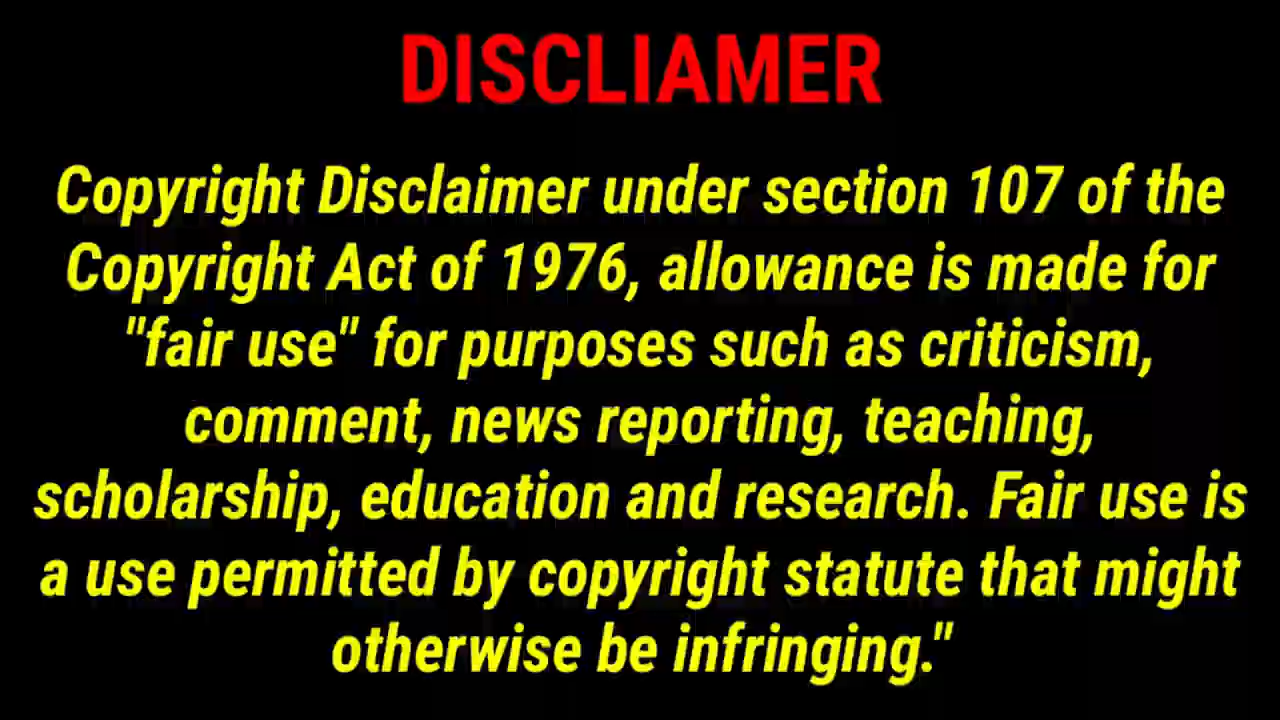 DISCLIAMER
Copyright Disclaimer under section 107 of the
Copyright Act of 1976, allowance is made for
"fair use" for purposes such as criticism,
comment, news reporting, teaching,
scholarship, education and research. Fair use is
a use permitted by copyright statute that might
otherwise be infringing."